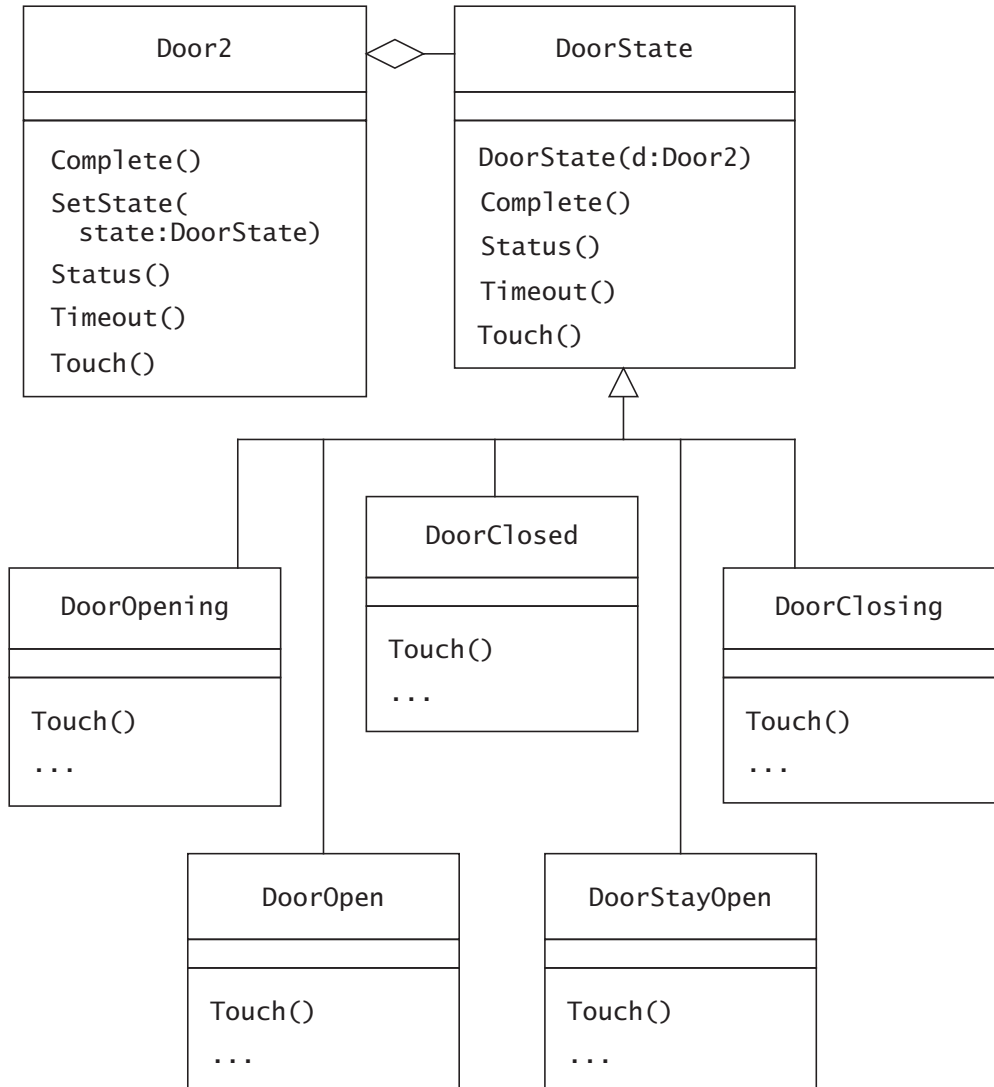 Door2
Complete()
SetState(
state:DoorState)
Status()
Timeout()
Touch()
DoorState
DoorState(d:Door2)
Complete()
Status()
Timeout()
Touch()
DoorClosed
Touch()
...
DoorOpening
Touch()
...
DoorClosing
Touch()
...
DoorOpen
Touch()
...
DoorStayOpen
Touch()
...